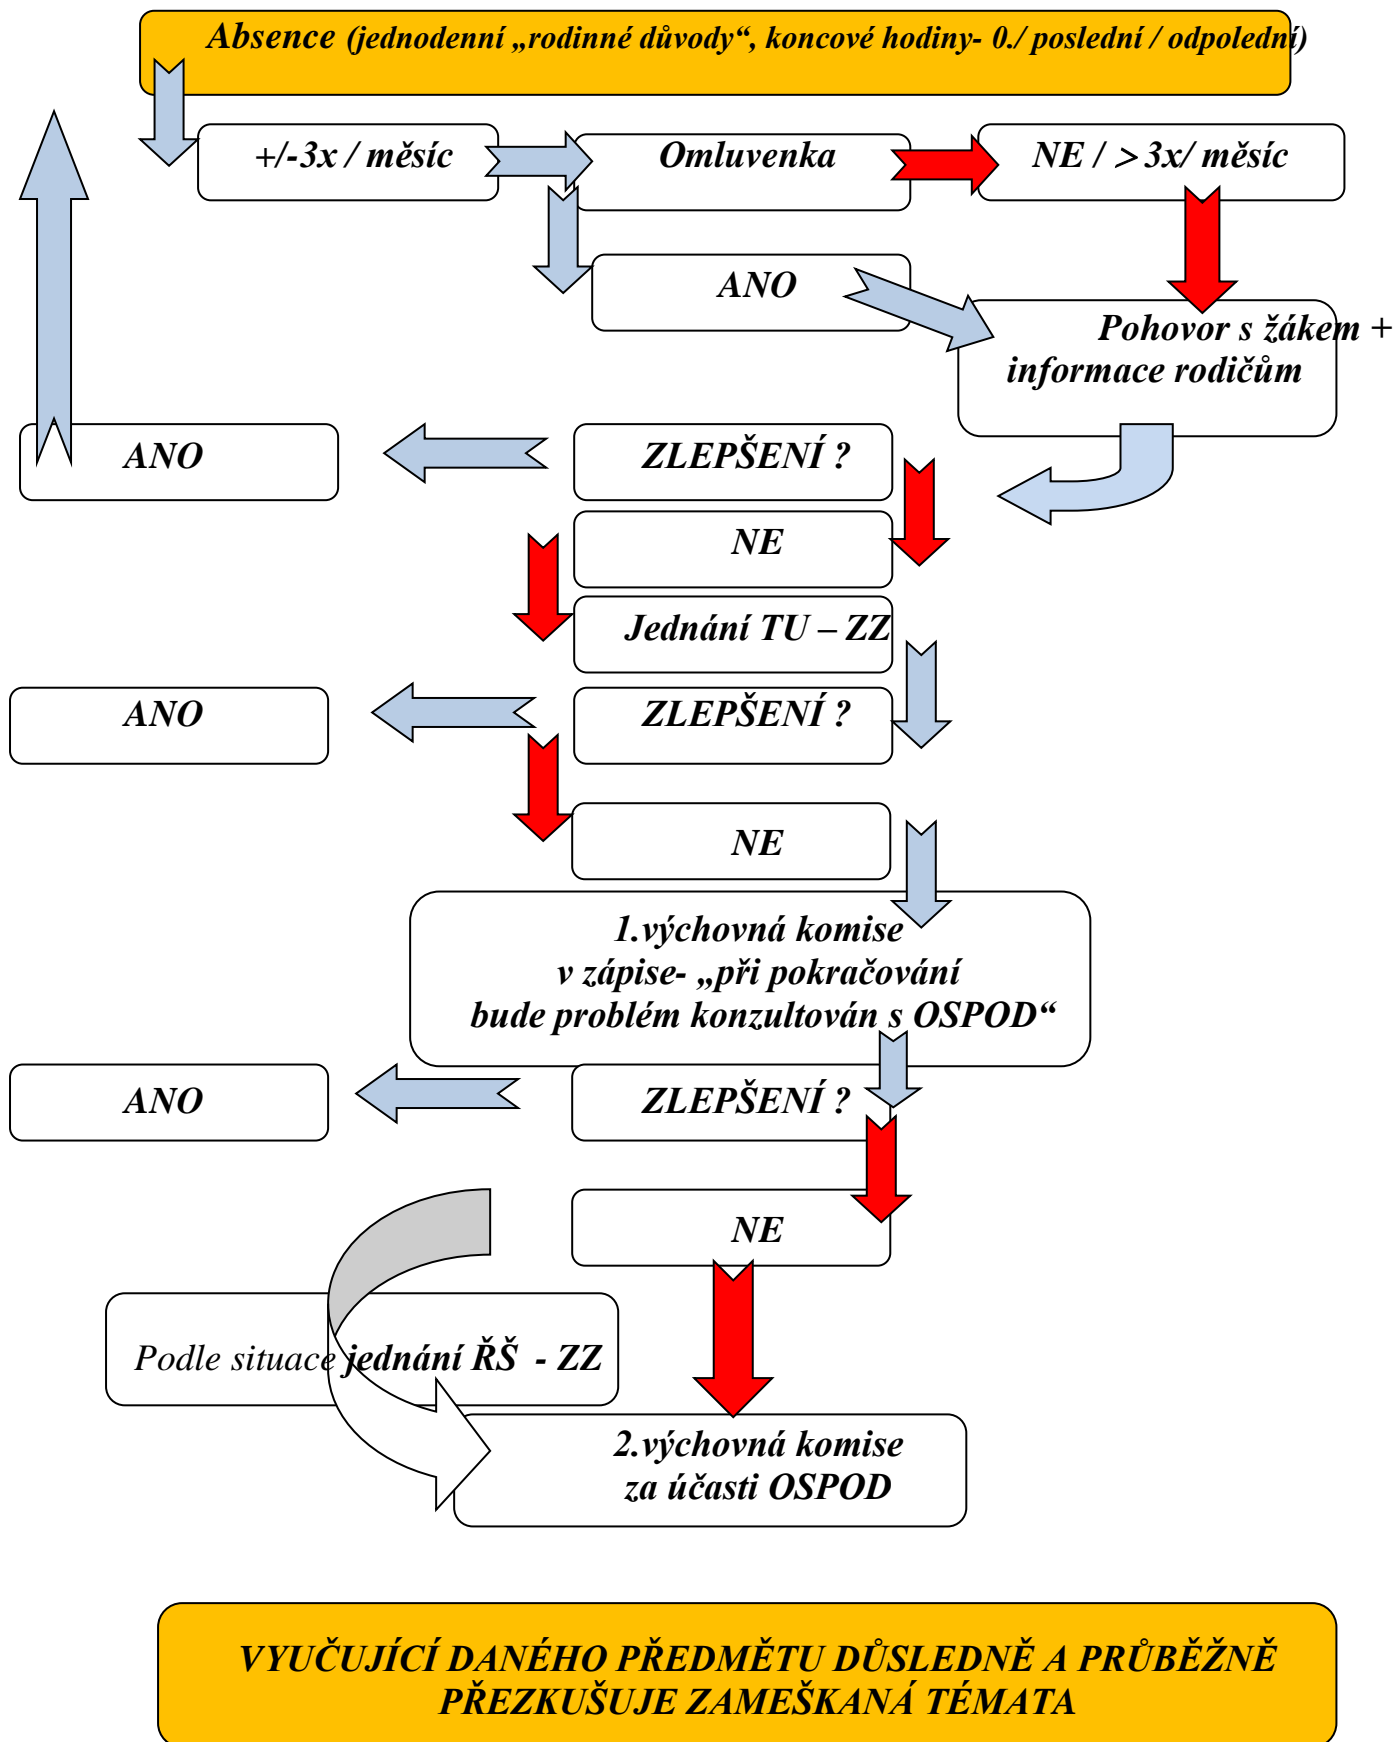 Absence (jednodenní „rodinné důvody“, koncové hodiny- 0./ poslední / odpolední)
+/-3x / měsíc
Omluvenka
NE / > 3x/ měsíc
ANO
Pohovor s žákem +
informace rodičům
ANO
ZLEPŠENÍ ?
NE
Jednání TU – ZZ
ANO
ZLEPŠENÍ ?
NE
1.výchovná komise
v zápise- „při pokračování
bude problém konzultován s OSPOD“
ANO
ZLEPŠENÍ ?
NE
Podle situace jednání ŘŠ - ZZ
2.výchovná komise
za účasti OSPOD
VYUČUJÍCÍ DANÉHO PŘEDMĚTU DŮSLEDNĚ A PRŮBĚŽNĚ
PŘEZKUŠUJE ZAMEŠKANÁ TÉMATA